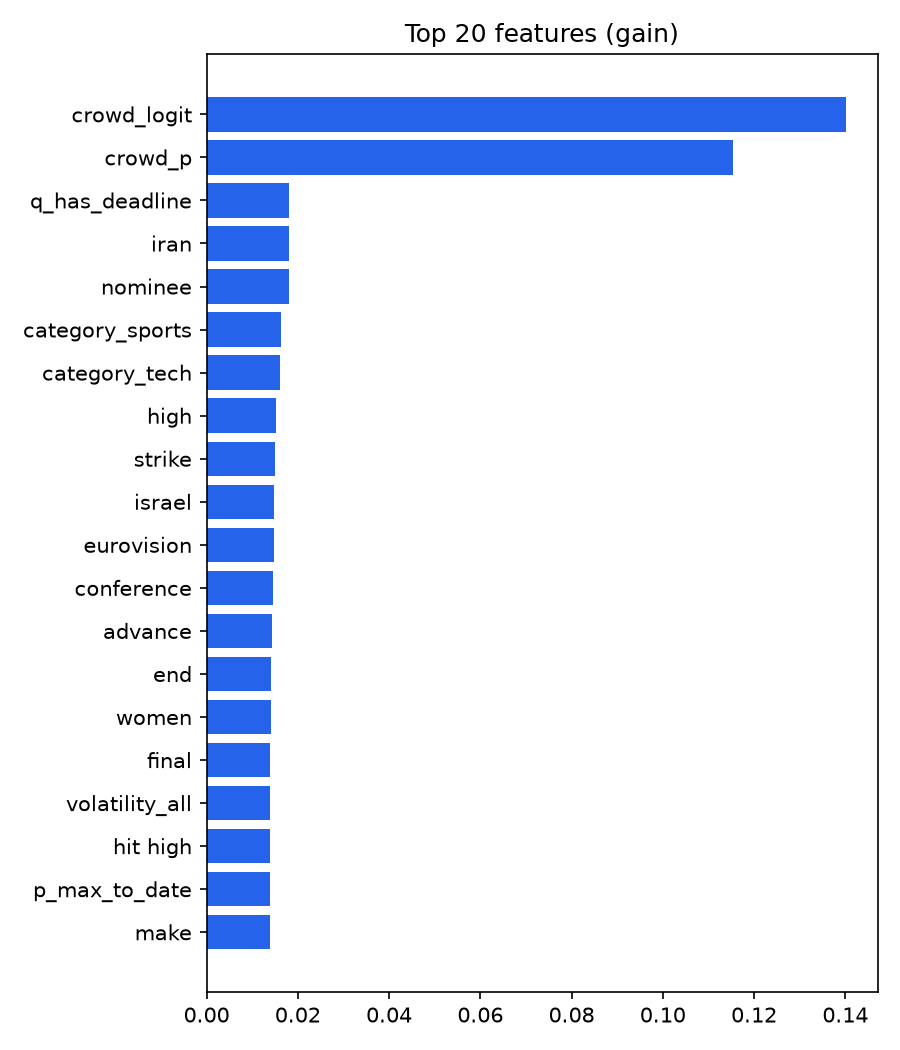 Top 20 features (gain)
crowd_logit
crowd_p
q_has_deadline
iran
nominee
category_sports
category_tech
high
strike
israel
eurovision
conference
advance
end
women
final
volatility_all
hit high
p_max_to_date
make
0.00 0.02 0.04 0.06 0.08 0.10 0.12 0.14